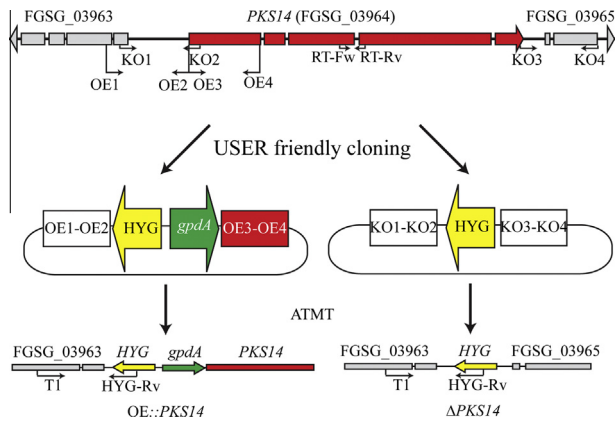 FGSG_03963 PKS14 (FGSG_03964) FGSG_03965
KO1 KO2 RT-Fw RT-Rv KO3 KO4
OE1 OE2 OE3 OE4
USER friendly cloning
OE1-OE2 HYG gpdA OE3-OE4
KO1-KO2 HYG KO3-KO4
ATMT
FGSG_03963 HYG gpdA PKS14
T1 HYG-Rv
OE::PKS14
FGSG_03963 HYG FGSG_03965
T1 HYG-Rv
ΔPKS14